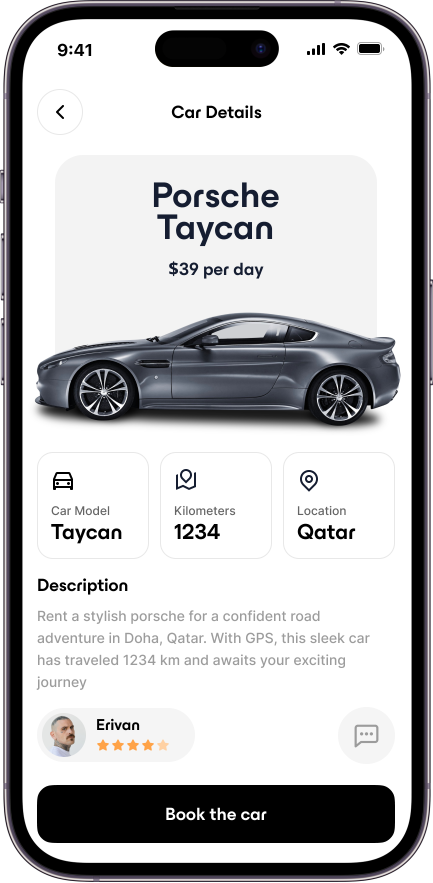 9:41
Car Details
Porsche
Taycan
$39 per day
Car Model
Taycan
Kilometers
1234
Location
Qatar
Description
Rent a stylish porsche for a confident road
adventure in Doha, Qatar. With GPS, this sleek car
has traveled 1234 km and awaits your exciting
journey
Erivan
Book the car